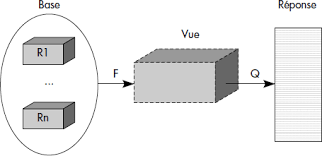 Base
Vue
Réponse
R1
...
Rn
F
Q